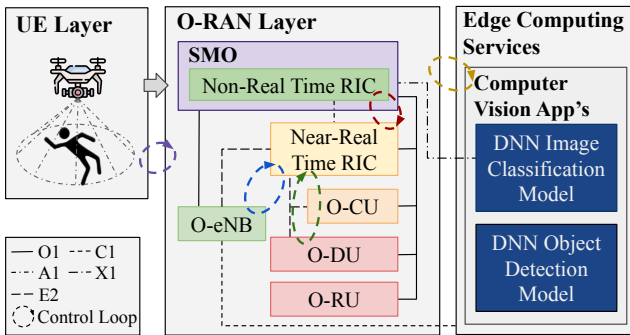 UE Layer
O-RAN Layer
SMO
Non-Real Time RIC
Near-Real
Time RIC
O-CU
O-eNB
O-DU
O-RU
Edge Computing
Services
Computer
Vision App's
DNN Image
Classification
Model
DNN Object
Detection
Model
O1
C1
A1
X1
E2
Control Loop